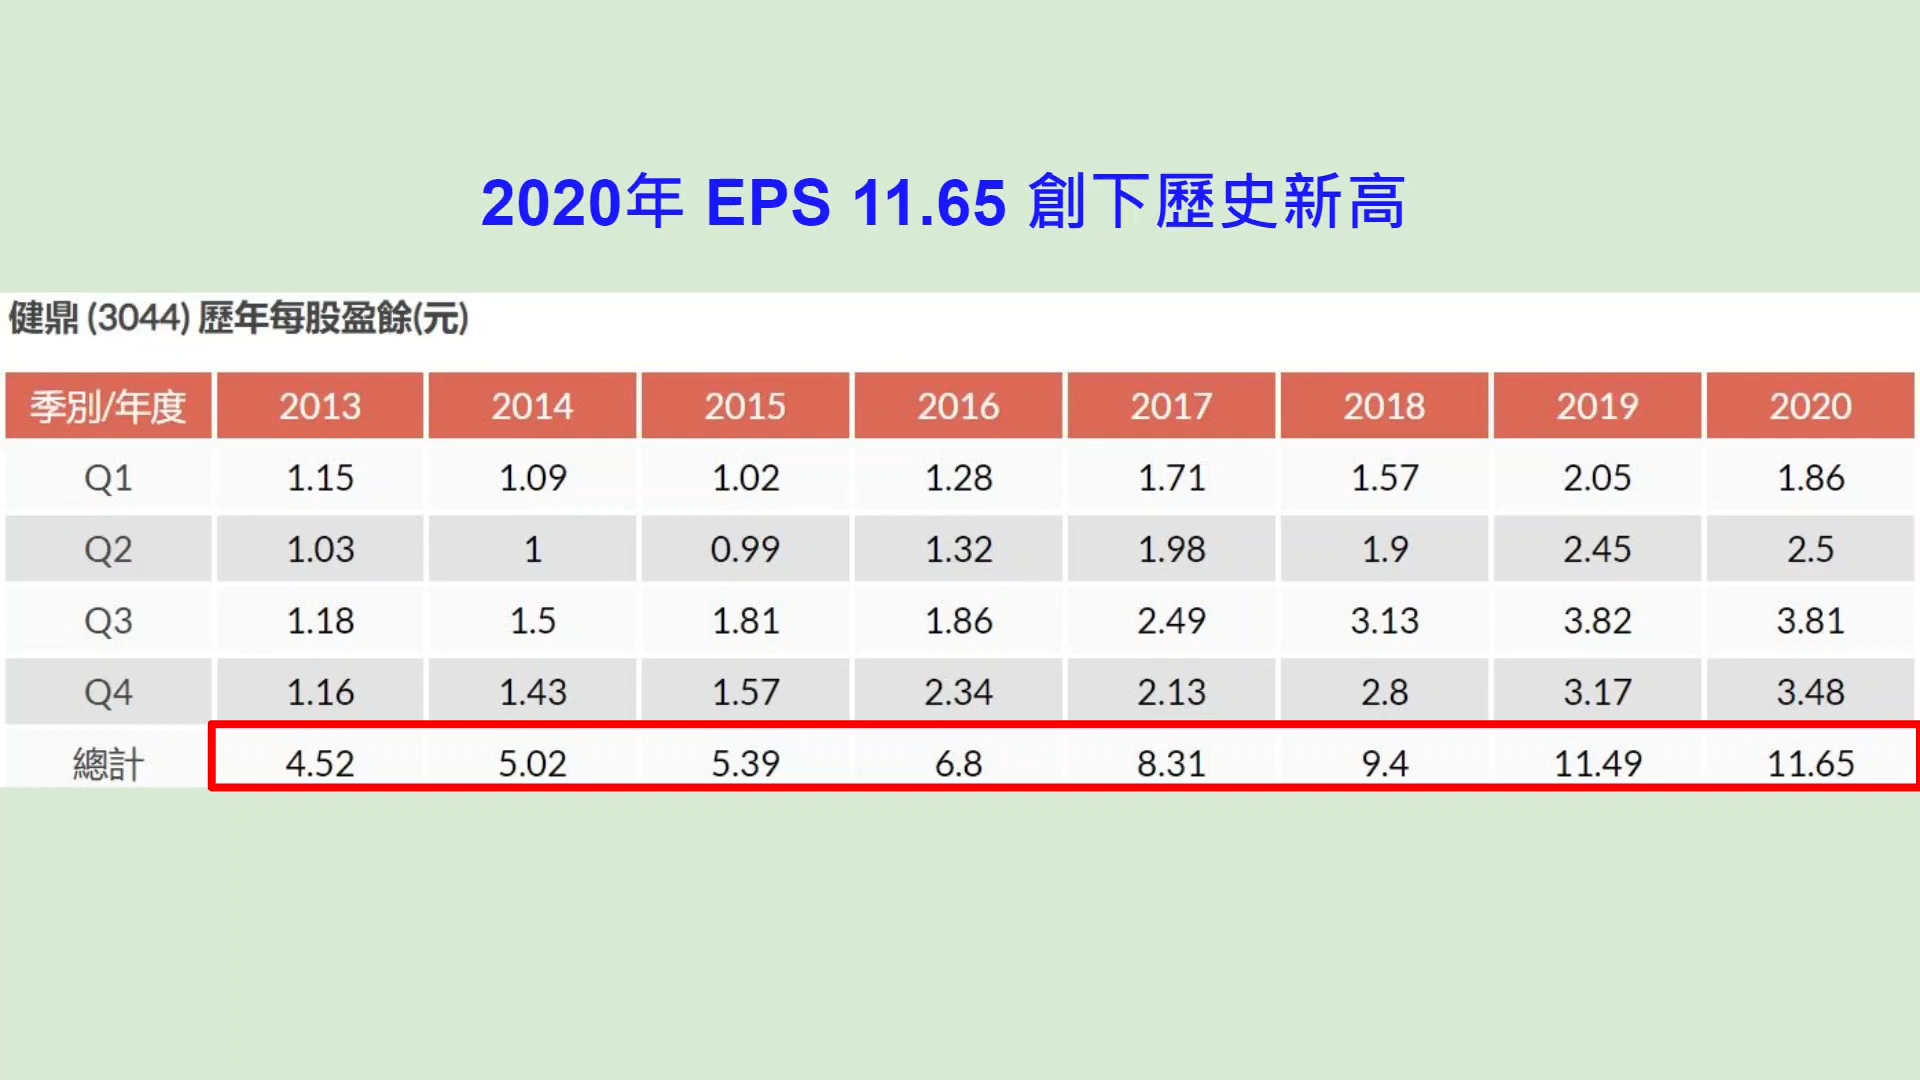 2020年 EPS 11.65 創下歷史新高
健鼎 (3044) 歷年每股盈餘(元)
季別/年度 2013 2014 2015 2016 2017 2018 2019 2020
Q1 1.15 1.09 1.02 1.28 1.71 1.57 2.05 1.86
Q2 1.03 1 0.99 1.32 1.98 1.9 2.45 2.5
Q3 1.18 1.5 1.81 1.86 2.49 3.13 3.82 3.81
Q4 1.16 1.43 1.57 2.34 2.13 2.8 3.17 3.48
總計 4.52 5.02 5.39 6.8 8.31 9.4 11.49 11.65